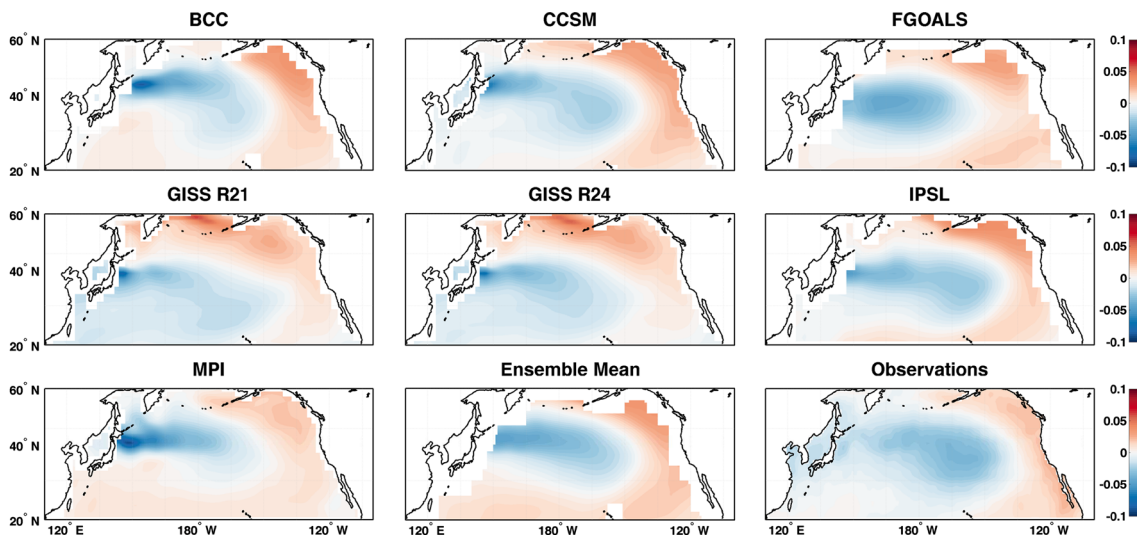 BCC CCSM FGOALS
60° N 0.1
0.05
40° N 0
-0.05
20° N -0.1
GISS R21 GISS R24 IPSL
60° N 0.1
0.05
40° N 0
-0.05
20° N -0.1
MPI Ensemble Mean Observations
60° N 0.1
0.05
40° N 0
-0.05
20° N -0.1
120° E 180° W 120° W 120° E 180° W 120° W 120° E 180° W 120° W